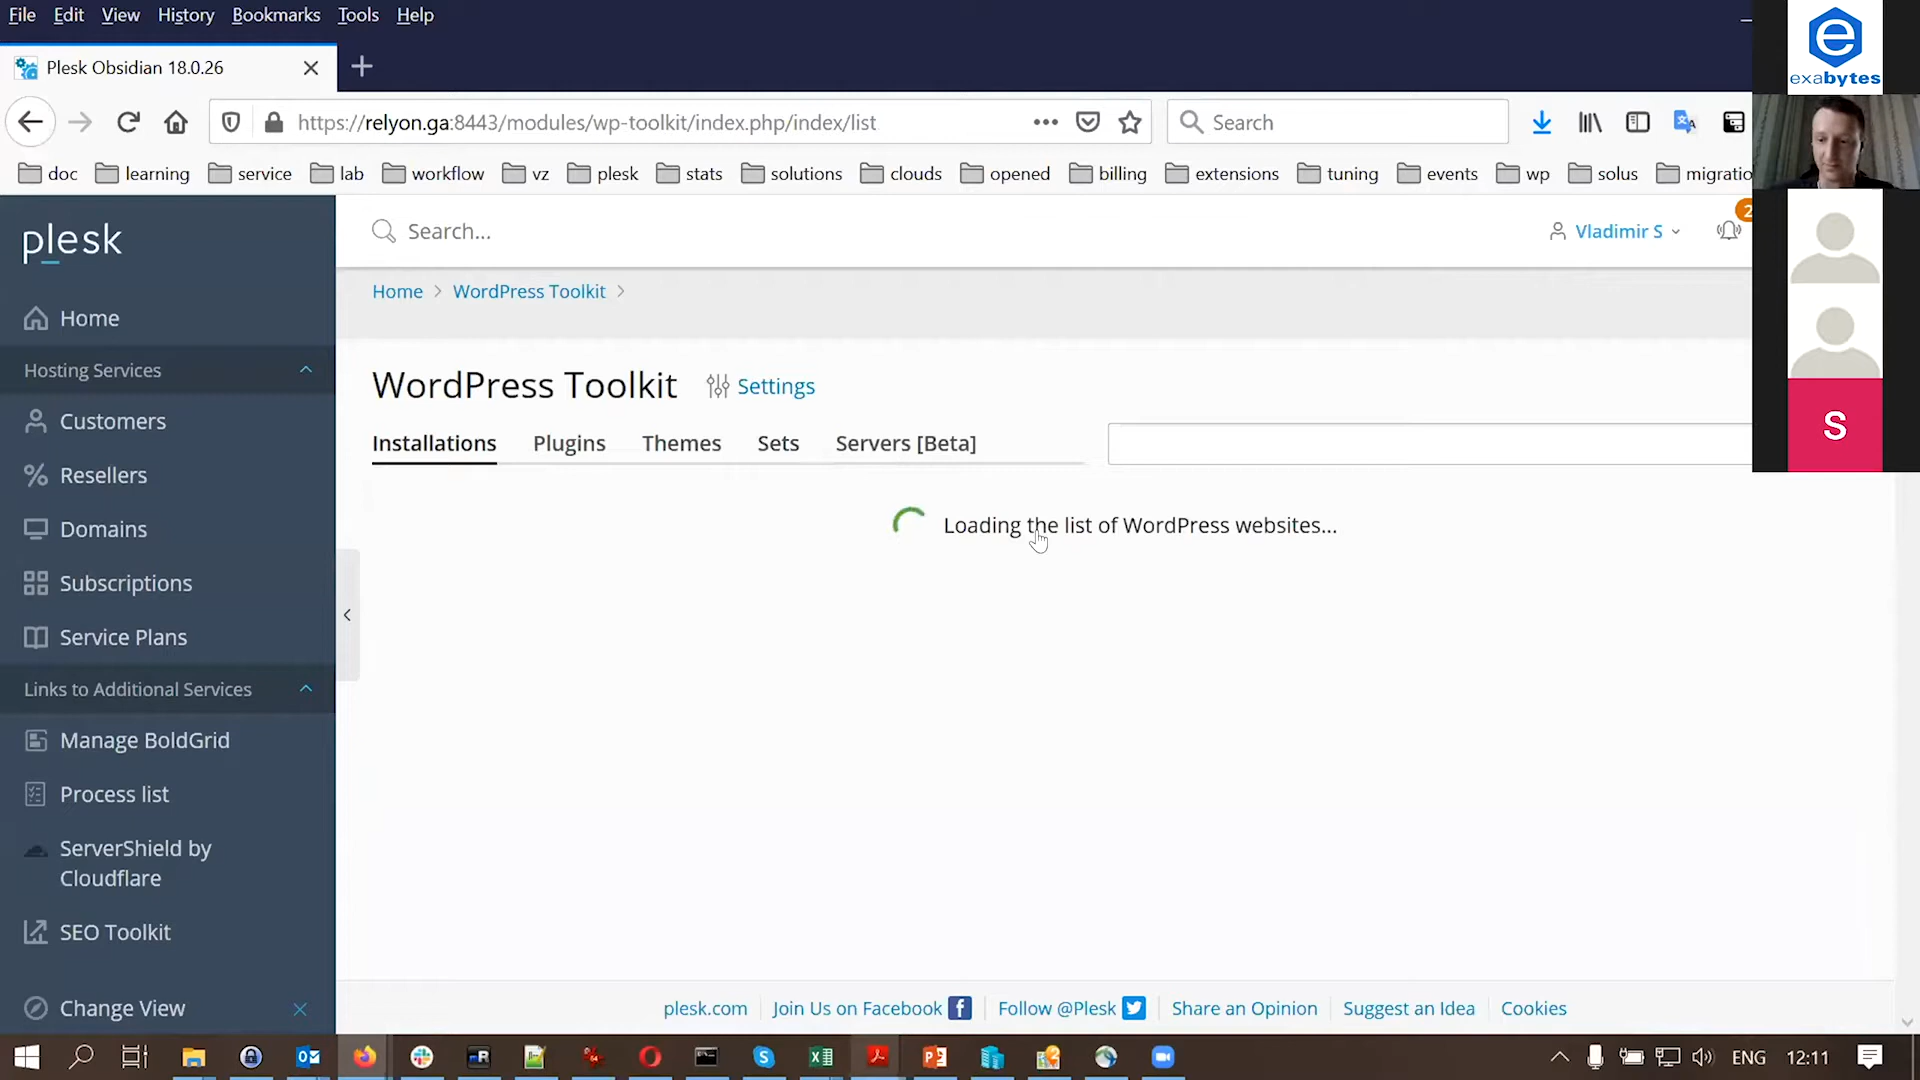 File Edit View History Bookmarks Tools Help
Plesk Obsidian 18.0.26
https://relyon.ga:8443/modules/wp-toolkit/index.php/index/list
Search
doc learning service lab workflow vz plesk stats solutions clouds opened billing extensions tuning events wp solus migratio
exabytes
plesk
Search...
Vladimir S
2
Home > WordPress Toolkit >
Home
Hosting Services
Customers
Resellers
Domains
Subscriptions
Service Plans
Links to Additional Services
Manage BoldGrid
Process list
ServerShield by
Cloudflare
SEO Toolkit
Change View
WordPress Toolkit Settings
Installations Plugins Themes Sets Servers [Beta]
Loading the list of WordPress websites...
S
plesk.com Join Us on Facebook Follow @Plesk Share an Opinion Suggest an Idea Cookies
ENG 12:11